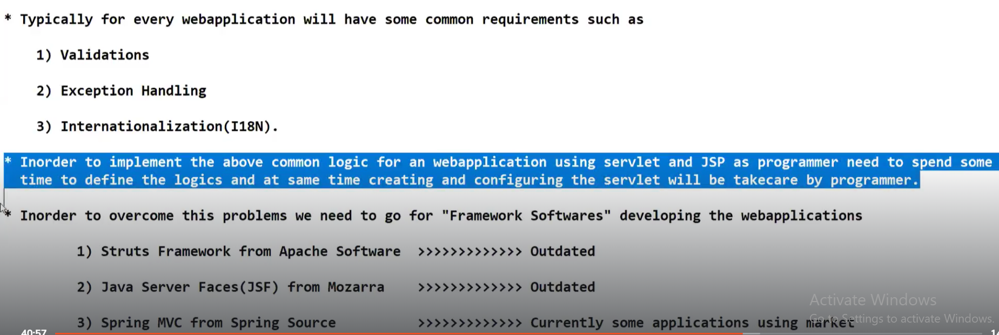 * Typically for every webapplication will have some common requirements such as
1) Validations
2) Exception Handling
3) Internationalization(I18N).
* Inorder to implement the above common logic for an webapplication using servlet and JSP as programmer need to spend some
time to define the logics and at same time creating and configuring the servlet will be takecare by programmer.
* Inorder to overcome this problems we need to go for "Framework Softwares" developing the webapplications
1) Struts Framework from Apache Software >>>>>>>>>>>>> Outdated
2) Java Server Faces(JSF) from Mozarra >>>>>>>>>>>>> Outdated
Activate Windows
Go to Settings to activate Windows.
3) Spring MVC from Spring Source >>>>>>>>>>>>> Currently some applications using market
40:57